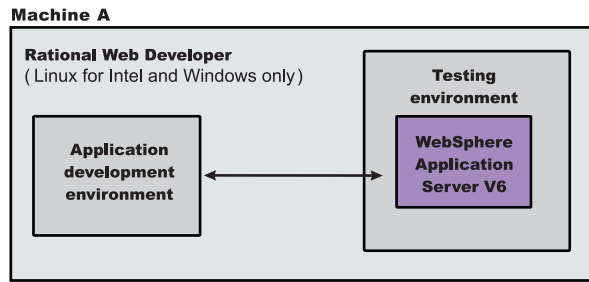 Machine A
Rational Web Developer
( Linux for Intel and Windows only )
Application
development
environment
Testing
environment
WebSphere
Application
Server V6